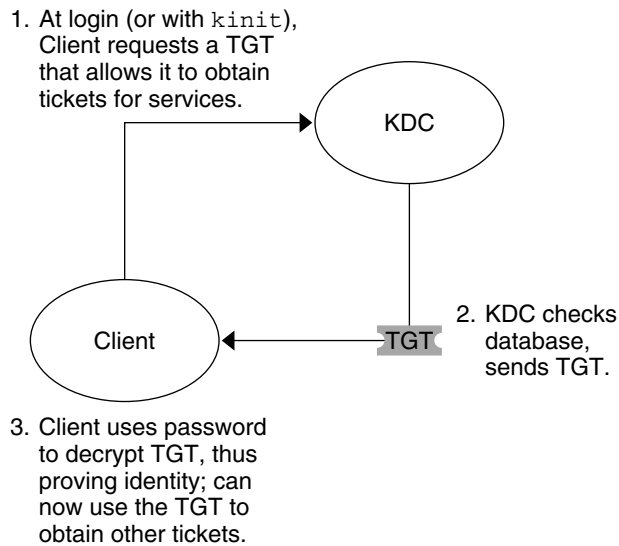 1. At login (or with kinit),
Client requests a TGT
that allows it to obtain
tickets for services.
KDC
Client
TGT
2. KDC checks
database,
sends TGT.
3. Client uses password
to decrypt TGT, thus
proving identity; can
now use the TGT to
obtain other tickets.